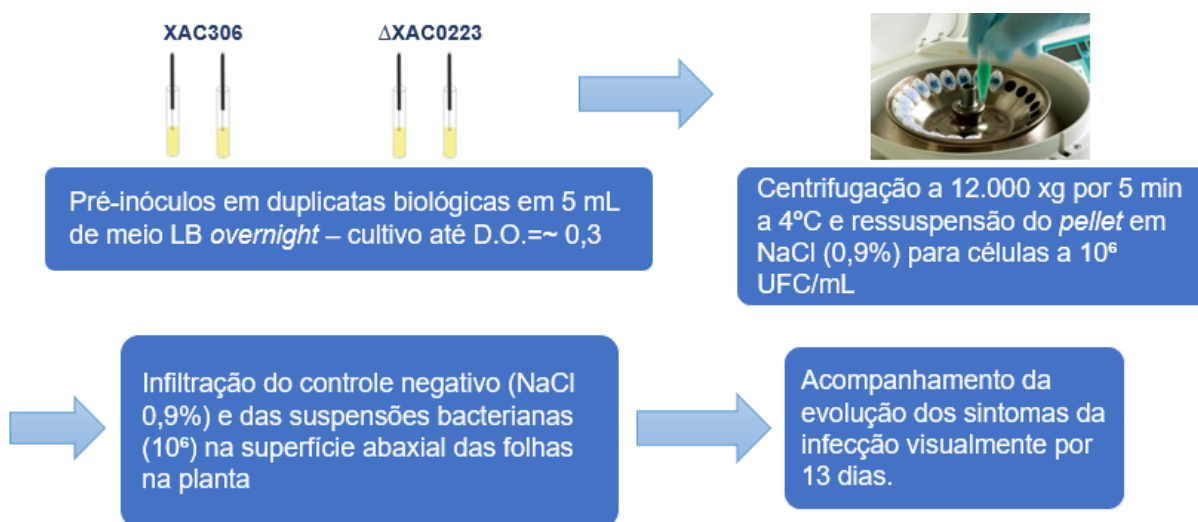 XAC306
ΔXAC0223
Pré-inóculos em duplicatas biológicas em 5 mL
de meio LB overnight – cultivo até D.O.=~ 0,3
Centrifugação a 12.000 xg por 5 min
a 4ºC e ressuspensão do pellet em
NaCl (0,9%) para células a 10⁶
UFC/mL
Infiltração do controle negativo (NaCl
0,9%) e das suspensões bacterianas
(10⁶) na superfície abaxial das folhas
na planta
Acompanhamento da
evolução dos sintomas da
infecção visualmente por
13 dias.